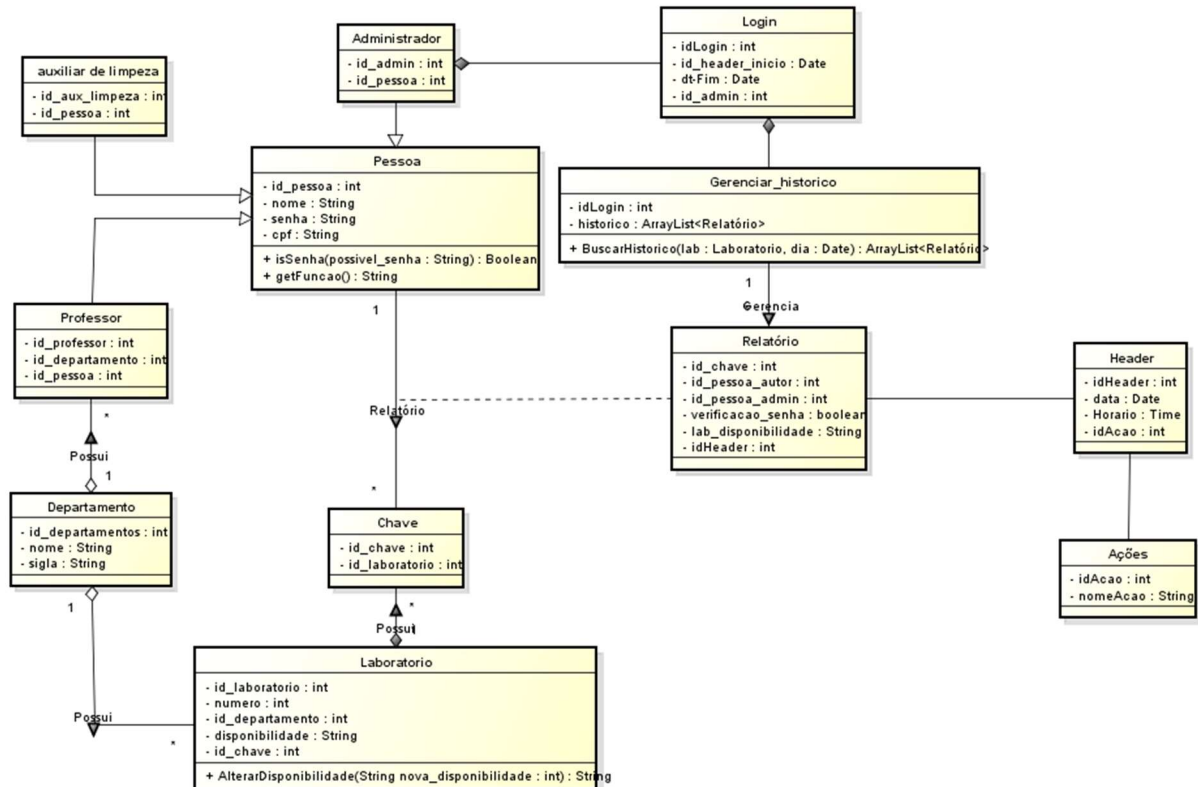 Login
- idLogin : int
- id_header_inicio : Date
- dt-Fim : Date
- id_admin : int
Administrador
- id_admin : int
- id_pessoa : int
auxiliar de limpeza
- id_aux_limpeza : int
- id_pessoa : int
Pessoa
- id_pessoa : int
- nome : String
- senha : String
- cpf : String
+ isSenha(possivel_senha : String) : Boolean
+ getFuncao() : String
Gerenciar_historico
- idLogin : int
- historico : ArrayList<Relatório>
+ BuscarHistorico(lab : Laboratorio, dia : Date) : ArrayList<Relatório>
1
Gerencia
1
Professor
- id_professor : int
- id_departamento : int
- id_pessoa : int
Relatório
- id_chave : int
- id_pessoa_autor : int
- id_pessoa_admin : int
- verificacao_senha : boolean
- lab_disponibilidade : String
- idHeader : int
Header
- idHeader : int
- data : Date
- Horario : Time
- idAcao : int
Relatório
*
Possui
1
*
Departamento
- id_departamentos : int
- nome : String
- sigla : String
Chave
- id_chave : int
- id_laboratorio : int
Ações
- idAcao : int
- nomeAcao : String
1
*
Possui
1
Laboratorio
- id_laboratorio : int
- numero : int
- id_departamento : int
- disponibilidade : String
- id_chave : int
+ AlterarDisponibilidade(String nova_disponibilidade : int) : String
Possui
*